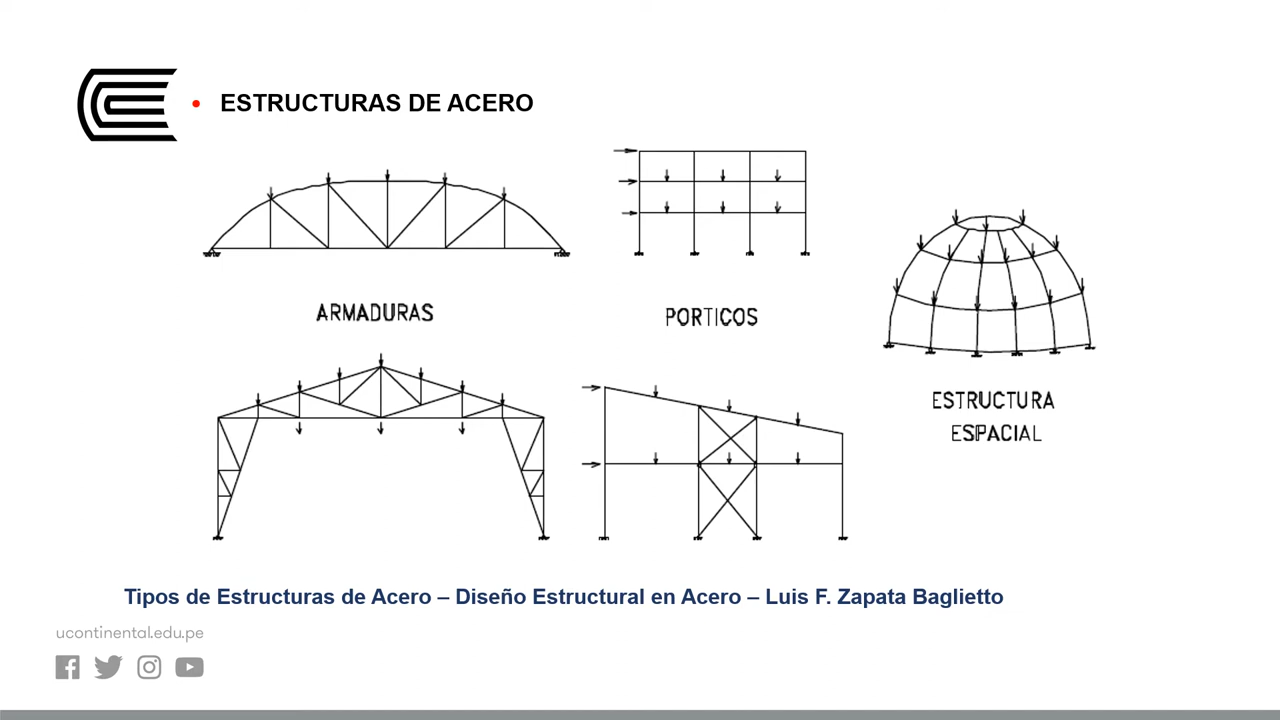 ESTRUCTURAS DE ACERO
ARMADURAS
PORTICOS
ESTRUCTURA
ESPACIAL
Tipos de Estructuras de Acero – Diseño Estructural en Acero – Luis F. Zapata Baglietto
ucontinental.edu.pe